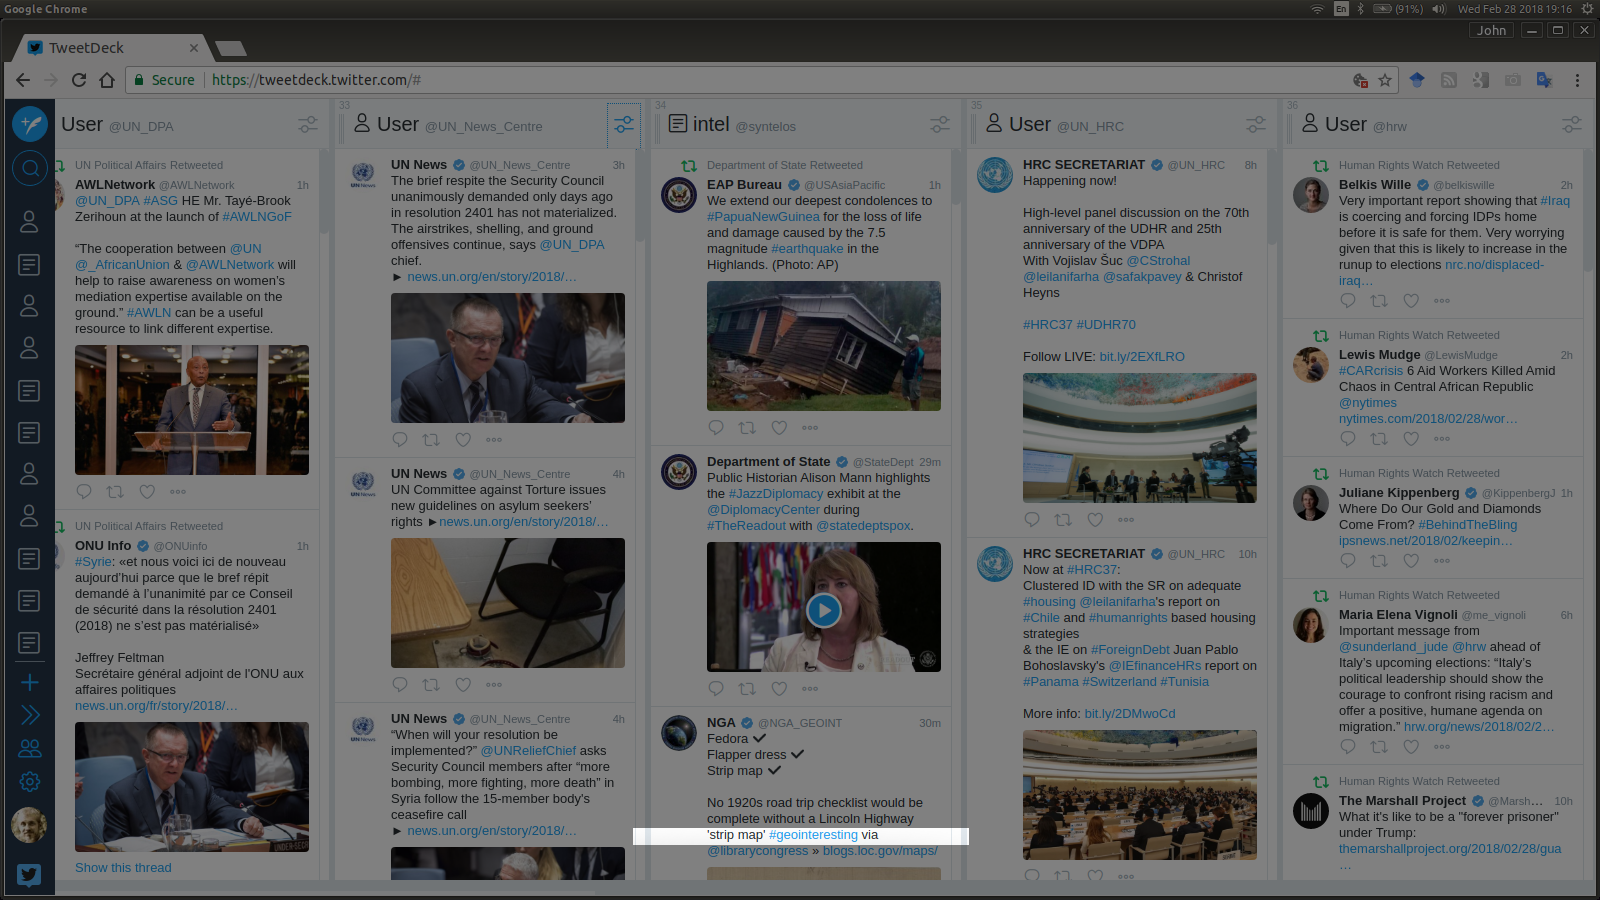 Google Chrome
En
(91%)
Wed Feb 28 2018 19:16
TweetDeck
John
Secure
https://tweetdeck.twitter.com/#
User @UN_DPA
UN Political Affairs Retweeted
AWLNetwork @AWLNetwork 1h
@UN_DPA #ASG HE Mr. Tayé-Brook
Zerihoun at the launch of #AWLNGoF
“The cooperation between @UN
@_AfricanUnion & @AWLNetwork will
help to raise awareness on women’s
mediation expertise available on the
ground.” #AWLN can be a useful
resource to link different expertise.
UN Political Affairs Retweeted
ONU Info @ONUinfo 1h
#Syrie: «et nous voici ici de nouveau
aujourd’hui parce que le bref répit
demandé à l’unanimité par ce Conseil
de sécurité dans la résolution 2401
(2018) ne s’est pas matérialisé»
Jeffrey Feltman
Secrétaire général adjoint de l’ONU aux
affaires politiques
news.un.org/fr/story/2018/…
Show this thread
33
User @UN_News_Centre
UN News @UN_News_Centre 3h
The brief respite the Security Council
unanimously demanded only days ago
in resolution 2401 has not materialized.
The airstrikes, shelling, and ground
offensives continue, says @UN_DPA
chief.
► news.un.org/en/story/2018/…
UN News @UN_News_Centre 4h
UN Committee against Torture issues
new guidelines on asylum seekers’
rights ►news.un.org/en/story/2018/…
UN News @UN_News_Centre 4h
“When will your resolution be
implemented?” @UNReliefChief asks
Security Council members after “more
bombing, more fighting, more death” in
Syria follow the 15-member body's
ceasefire call
► news.un.org/en/story/2018/…
34
intel @syntelos
Department of State Retweeted
EAP Bureau @USAsiaPacific 1h
We extend our deepest condolences to
#PapuaNewGuinea for the loss of life
and damage caused by the 7.5
magnitude #earthquake in the
Highlands. (Photo: AP)
Department of State @StateDept 29m
Public Historian Alison Mann highlights
the #JazzDiplomacy exhibit at the
@DiplomacyCenter during
#TheReadout with @statedeptspox.
NGA @NGA_GEOINT 30m
Fedora ✔
Flapper dress ✔
Strip map ✔
No 1920s road trip checklist would be
complete without a Lincoln Highway
'strip map' #geointeresting via
@librarycongress » blogs.loc.gov/maps/
35
User @UN_HRC
HRC SECRETARIAT @UN_HRC 8h
Happening now!
High-level panel discussion on the 70th
anniversary of the UDHR and 25th
anniversary of the VDPA
With Vojislav Šuc @CStrohal
@leilanifarha @safakpavey & Christof
Heyns
#HRC37 #UDHR70
Follow LIVE: bit.ly/2EXfLRO
HRC SECRETARIAT @UN_HRC 10h
Now at #HRC37:
Clustered ID with the SR on adequate
#housing @leilanifarha's report on
#Chile and #humanrights based housing
strategies
& the IE on #ForeignDebt Juan Pablo
Bohoslavsky's @IEfinanceHRs report on
#Panama #Switzerland #Tunisia
More info: bit.ly/2DMwoCd
36
User @hrw
Human Rights Watch Retweeted
Belkis Wille @belkiswille 2h
Very important report showing that #Iraq
is coercing and forcing IDPs home
before it is safe for them. Very worrying
given that this is likely to increase in the
runup to elections nrc.no/displaced-
iraq…
Human Rights Watch Retweeted
Lewis Mudge @LewisMudge 2h
#CARcrisis 6 Aid Workers Killed Amid
Chaos in Central African Republic
@nytimes
nytimes.com/2018/02/28/wor…
Human Rights Watch Retweeted
Juliane Kippenberg @KippenbergJ 1h
Where Do Our Gold and Diamonds
Come From? #BehindTheBling
ipsnews.net/2018/02/keepin…
Human Rights Watch Retweeted
Maria Elena Vignoli @me_vignoli 6h
Important message from
@sunderland_jude @hrw ahead of
Italy’s upcoming elections: “Italy’s
political leadership should show the
courage to confront rising racism and
offer a positive, humane agenda on
migration.” hrw.org/news/2018/02/2…
Human Rights Watch Retweeted
The Marshall Project @Marsh… 10h
What it's like to be a "forever prisoner"
under Trump:
themarshallproject.org/2018/02/28/gua
…